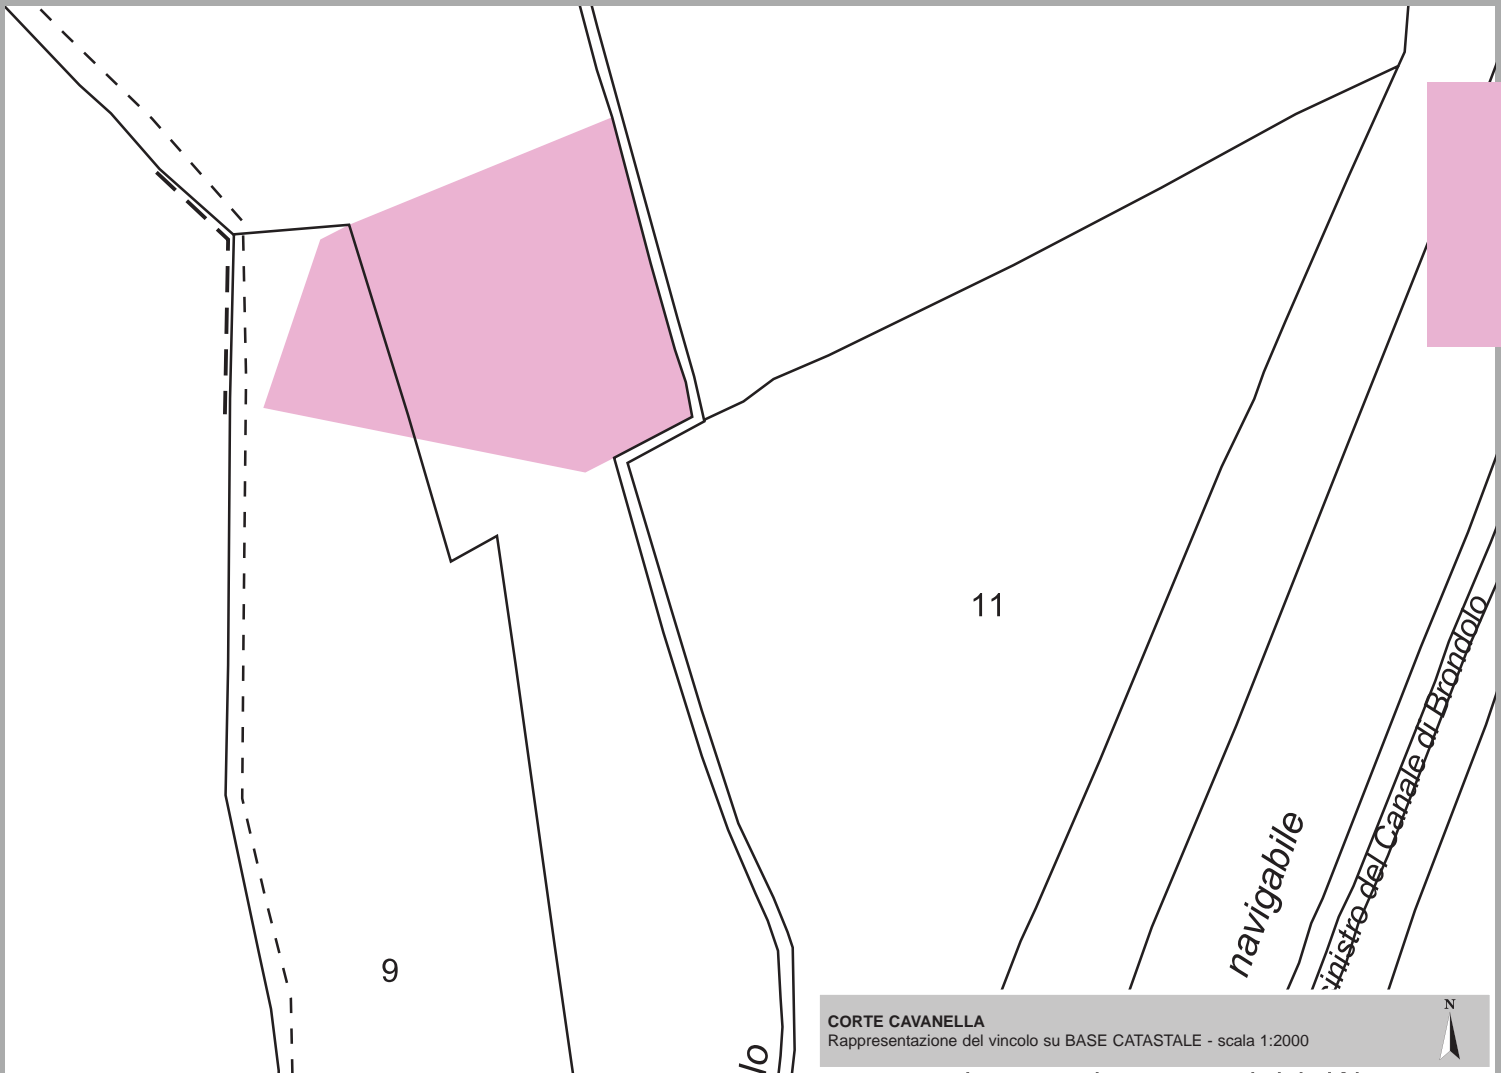 11
inistro del Canale di Brondolo
navigabile
9
lo
N
CORTE CAVANELLA
Rappresentazione del vincolo su BASE CATASTALE - scala 1:2000